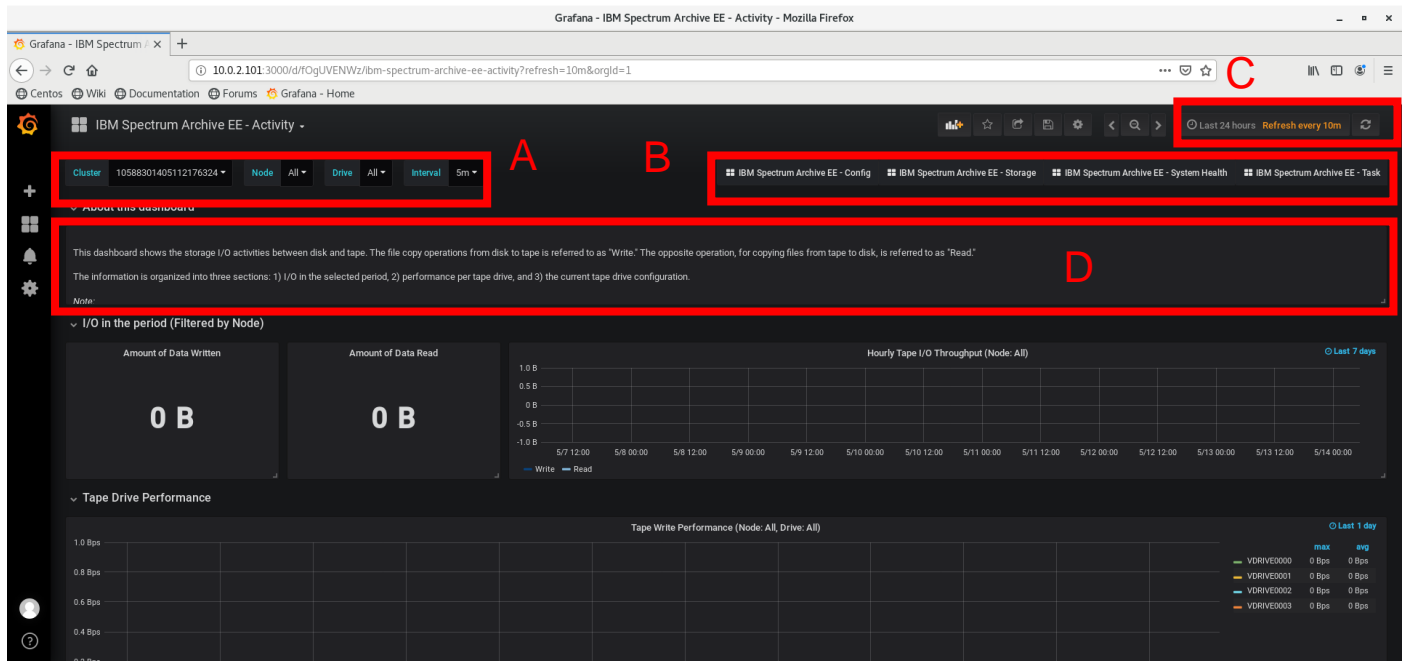 Grafana - IBM Spectrum Archive EE - Activity - Mozilla Firefox
Grafana - IBM Spectrum A
10.0.2.101:3000/d/fOgUVENWz/ibm-spectrum-archive-ee-activity?refresh=10m&orgId=1
C
Centos Wiki Documentation Forums Grafana - Home
IBM Spectrum Archive EE - Activity
Last 24 hours Refresh every 10m
A B
Cluster 10588301405112176324 Node All Drive All Interval 5m
IBM Spectrum Archive EE - Config IBM Spectrum Archive EE - Storage IBM Spectrum Archive EE - System Health IBM Spectrum Archive EE - Task
About this dashboard
This dashboard shows the storage I/O activities between disk and tape. The file copy operations from disk to tape is referred to as "Write." The opposite operation, for copying files from tape to disk, is referred to as "Read."
D
The information is organized into three sections: 1) I/O in the selected period, 2) performance per tape drive, and 3) the current tape drive configuration.
Note:
I/O in the period (Filtered by Node)
Amount of Data Written
0 B
Amount of Data Read
0 B
Hourly Tape I/O Throughput (Node: All)
Last 7 days
1.0 B
0.5 B
0 B
-0.5 B
-1.0 B
5/7 12:00 5/8 00:00 5/8 12:00 5/9 00:00 5/9 12:00 5/10 00:00 5/10 12:00 5/11 00:00 5/11 12:00 5/12 00:00 5/12 12:00 5/13 00:00 5/13 12:00 5/14 00:00
Write Read
Tape Drive Performance
Tape Write Performance (Node: All, Drive: All)
Last 1 day
1.0 Bps
0.8 Bps
0.6 Bps
0.4 Bps
max avg
VDRIVE0000 0 Bps 0 Bps
VDRIVE0001 0 Bps 0 Bps
VDRIVE0002 0 Bps 0 Bps
VDRIVE0003 0 Bps 0 Bps